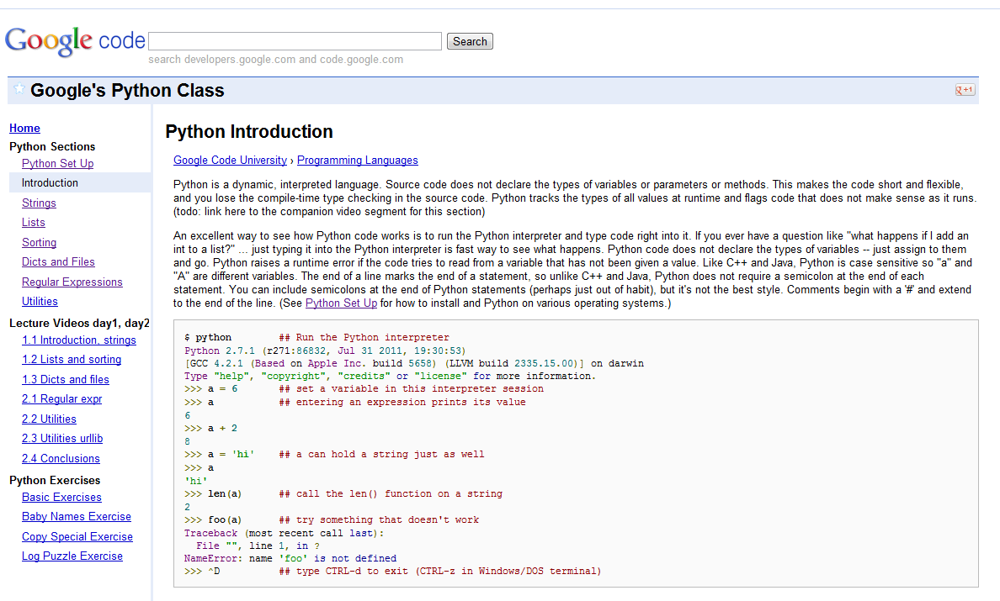 Google code
Search
search developers.google.com and code.google.com
Google's Python Class
+1
Home
Python Sections
Python Set Up
Introduction
Strings
Lists
Sorting
Dicts and Files
Regular Expressions
Utilities
Lecture Videos day1, day2
1.1 Introduction, strings
1.2 Lists and sorting
1.3 Dicts and files
2.1 Regular expr
2.2 Utilities
2.3 Utilities urllib
2.4 Conclusions
Python Exercises
Basic Exercises
Baby Names Exercise
Copy Special Exercise
Log Puzzle Exercise
Python Introduction
Google Code University › Programming Languages
Python is a dynamic, interpreted language. Source code does not declare the types of variables or parameters or methods. This makes the code short and flexible,
and you lose the compile-time type checking in the source code. Python tracks the types of all values at runtime and flags code that does not make sense as it runs.
(todo: link here to the companion video segment for this section)
An excellent way to see how Python code works is to run the Python interpreter and type code right into it. If you ever have a question like "what happens if I add an
int to a list?" ... just typing it into the Python interpreter is fast way to see what happens. Python code does not declare the types of variables -- just assign to them
and go. Python raises a runtime error if the code tries to read from a variable that has not been given a value. Like C++ and Java, Python is case sensitive so "a" and
"A" are different variables. The end of a line marks the end of a statement, so unlike C++ and Java, Python does not require a semicolon at the end of each
statement. You can include semicolons at the end of Python statements (perhaps just out of habit), but it's not the best style. Comments begin with a '#' and extend
to the end of the line. (See Python Set Up for how to install and Python on various operating systems.)
$ python        ## Run the Python interpreter
Python 2.7.1 (r271:86832, Jul 31 2011, 19:30:53)
[GCC 4.2.1 (Based on Apple Inc. build 5658) (LLVM build 2335.15.00)] on darwin
Type "help", "copyright", "credits" or "license" for more information.
>>> a = 6       ## set a variable in this interpreter session
>>> a           ## entering an expression prints its value
6
>>> a + 2
8
>>> a = 'hi'    ## a can hold a string just as well
>>> a
'hi'
>>> len(a)      ## call the len() function on a string
2
>>> foo(a)      ## try something that doesn't work
Traceback (most recent call last):
  File "", line 1, in ?
NameError: name 'foo' is not defined
>>> ^D          ## type CTRL-d to exit (CTRL-z in Windows/DOS terminal)